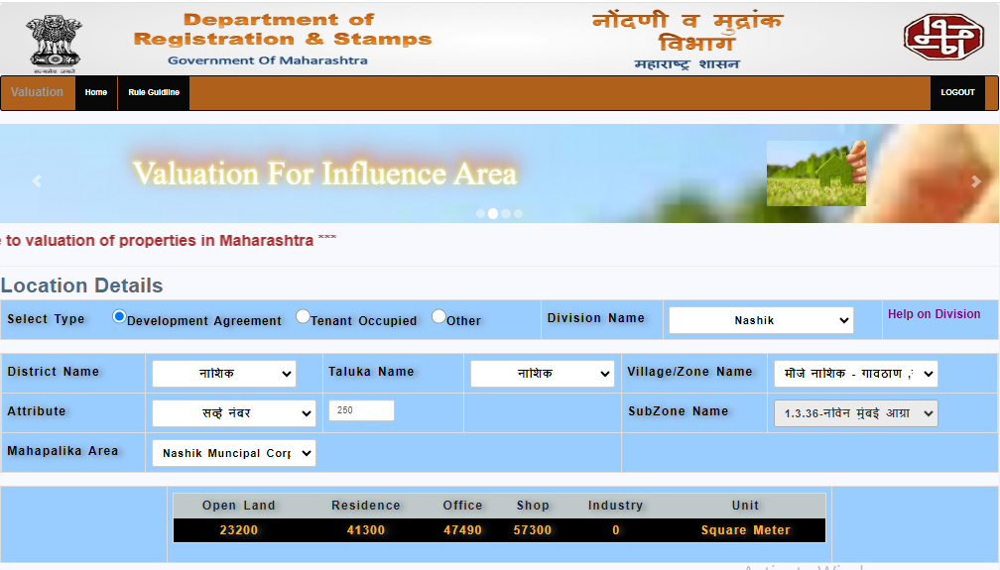 Department of
Registration & Stamps
Government Of Maharashtra
नोंदणी व मुद्रांक
विभाग
महाराष्ट्र शासन
सत्यमेव जयते
Valuation Home Rule Guidline LOGOUT
Valuation For Influence Area
to valuation of properties in Maharashtra ***
Location Details
Select Type Development Agreement Tenant Occupied Other Division Name Nashik Help on Division
District Name नाशिक Taluka Name नाशिक Village/Zone Name मौजे नाशिक - गावठाण ,
Attribute सर्व्हे नंबर 250 SubZone Name 1.3.36-नविन मुंबई आग्रा
Mahapalika Area Nashik Muncipal Corp
Open Land Residence Office Shop Industry Unit
23200 41300 47490 57300 0 Square Meter